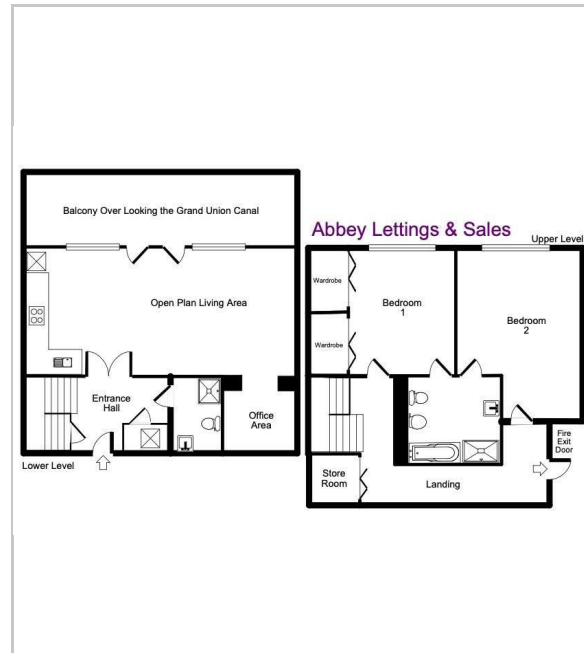 Balcony Over Looking the Grand Union Canal
Open Plan Living Area
Entrance
Hall
Office
Area
Lower Level
Abbey Lettings & Sales
Upper Level
Wardrobe
Wardrobe
Bedroom
1
Bedroom
2
Fire
Exit
Door
Store
Room
Landing